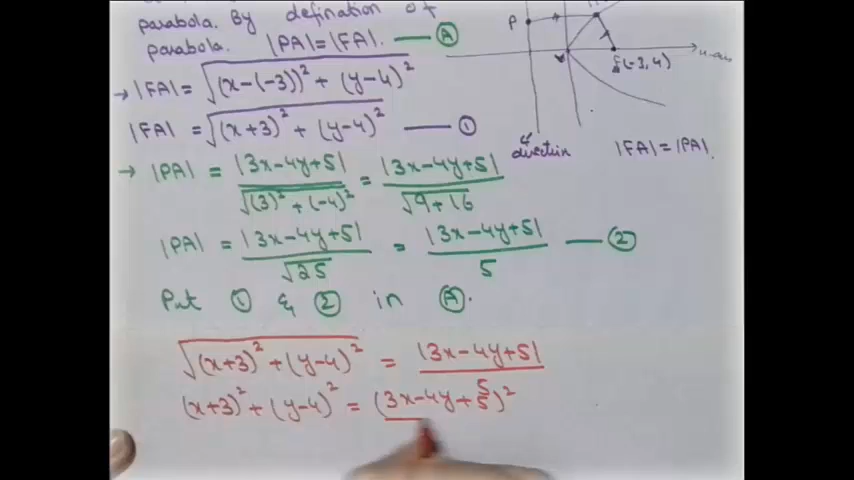 parabola. By defination of
parabola. |PA| = |FA|. —— Ⓐ
→ |FA| = √((x-(-3))² + (y-4)²)
|FA| = √((x+3)² + (y-4)²) —— ①
→ |PA| = |3x-4y+5| / √((3)² + (-4)²) = |3x-4y+5| / √(9+16)
|PA| = |3x-4y+5| / √25 = |3x-4y+5| / 5 —— ②
Put ① & ② in Ⓐ.
√((x+3)² + (y-4)²) = |3x-4y+5| / 5
(x+3)² + (y-4)² = (3x-4y+5)²
P
V
f(-3,4)
|FA| = |PA|.